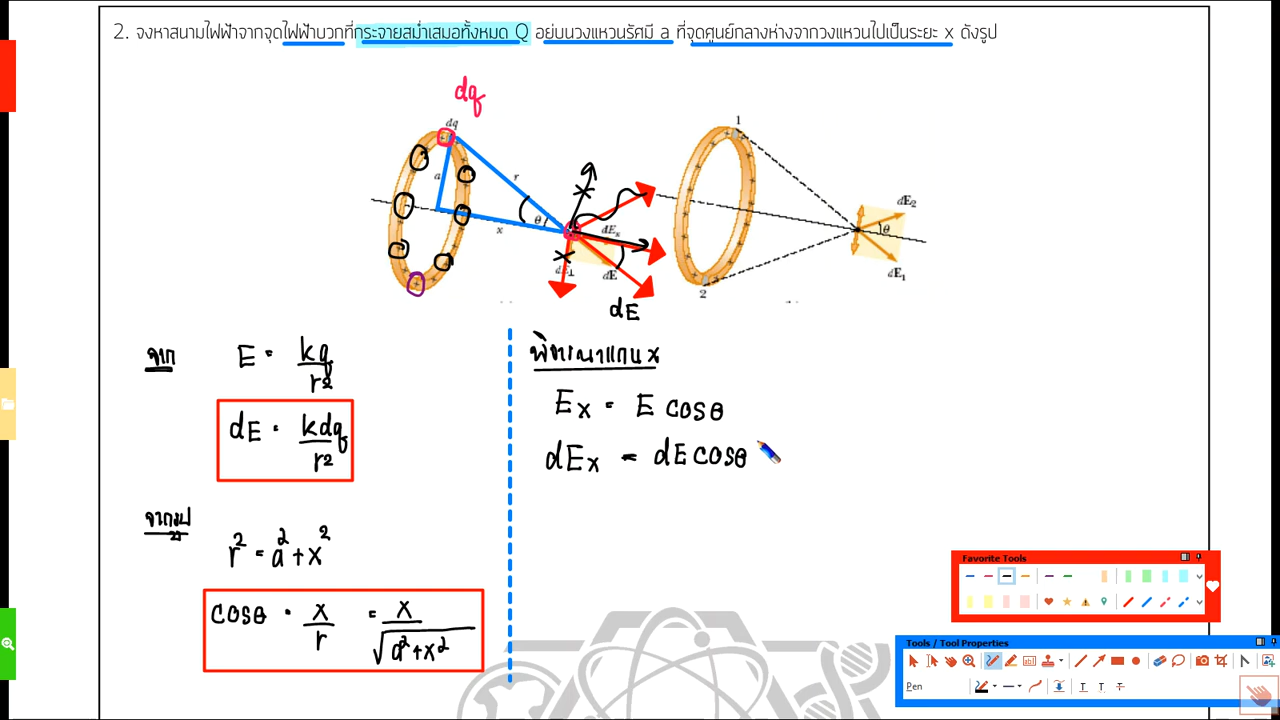 2. จงหาสนามไฟฟ้าจากจุดไฟฟ้าบวกที่กระจายสม่ำเสมอทั้งหมด Q อยู่บนวงแหวนรัศมี a ที่จุดศูนย์กลางห่างจากวงแหวนไปเป็นระยะ x ดังรูป
dq
dq
a
r
x
θ
dEx
dE⊥
dE
dE
1
2
dE2
θ
dE1
จาก
E = kq/r²
dE = kdq/r²
จากรูป
r² = a² + x²
cosθ = x/r = x/√a²+x²
พิจารณาแกน x
Ex = E cosθ
dEx = dE cosθ
Favorite Tools
Tools / Tool Properties
Pen